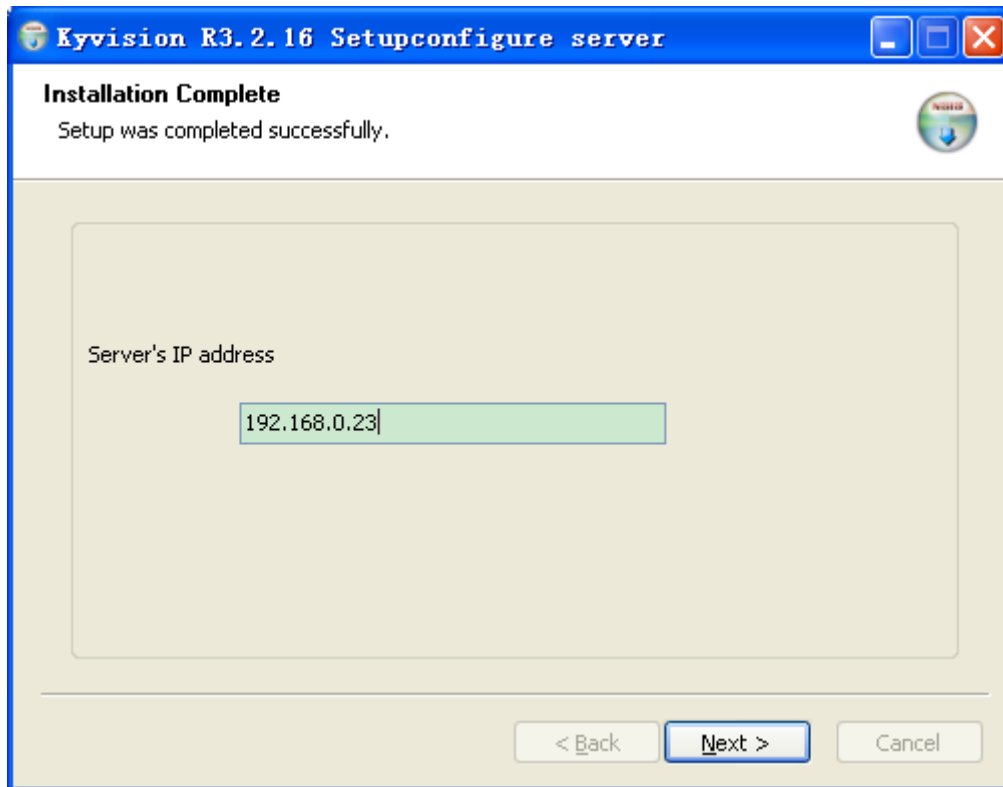 Kyvision R3.2.16 Setupconfigure server
Installation Complete
Setup was completed successfully.
Server's IP address
192.168.0.23
< Back
Next >
Cancel